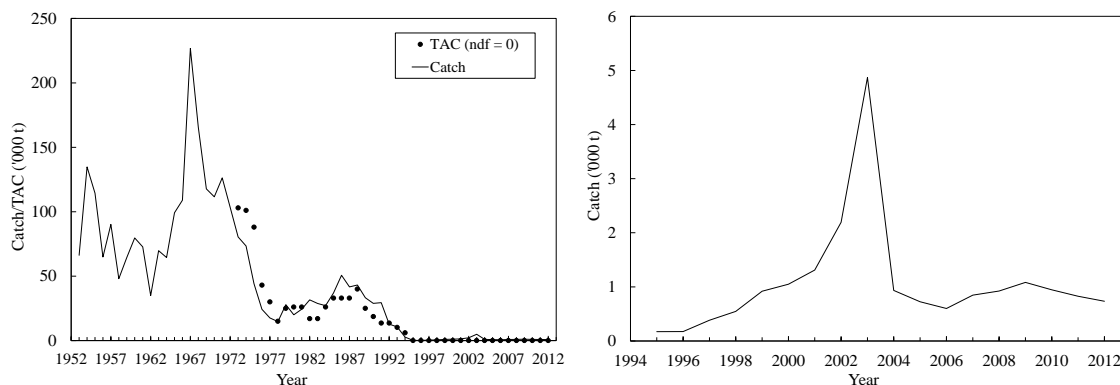 250
200
150
100
50
0
Catch/TAC ('000 t)
TAC (ndf = 0)
Catch
1952 1957 1962 1967 1972 1977 1982 1987 1992 1997 2002 2007 2012
Year
6
5
4
3
2
1
0
Catch ('000 t)
1994 1996 1998 2000 2002 2004 2006 2008 2010 2012
Year